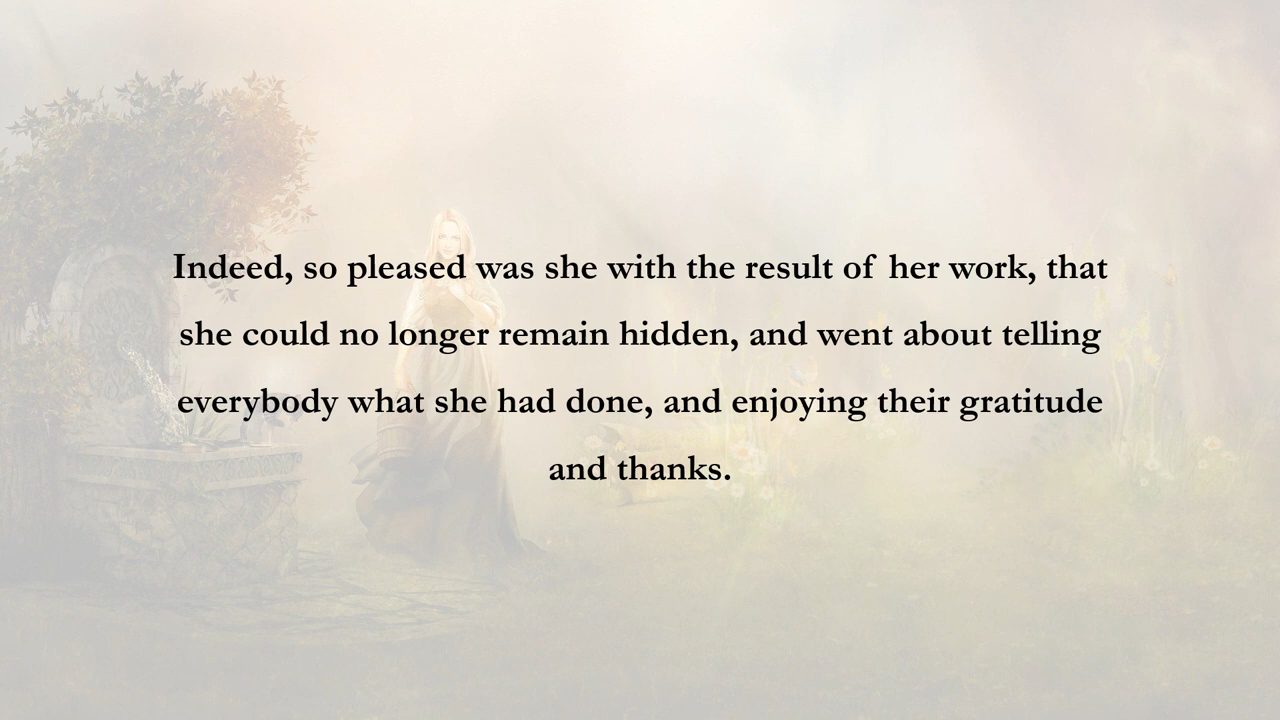 Indeed, so pleased was she with the result of her work, that
she could no longer remain hidden, and went about telling
everybody what she had done, and enjoying their gratitude
and thanks.